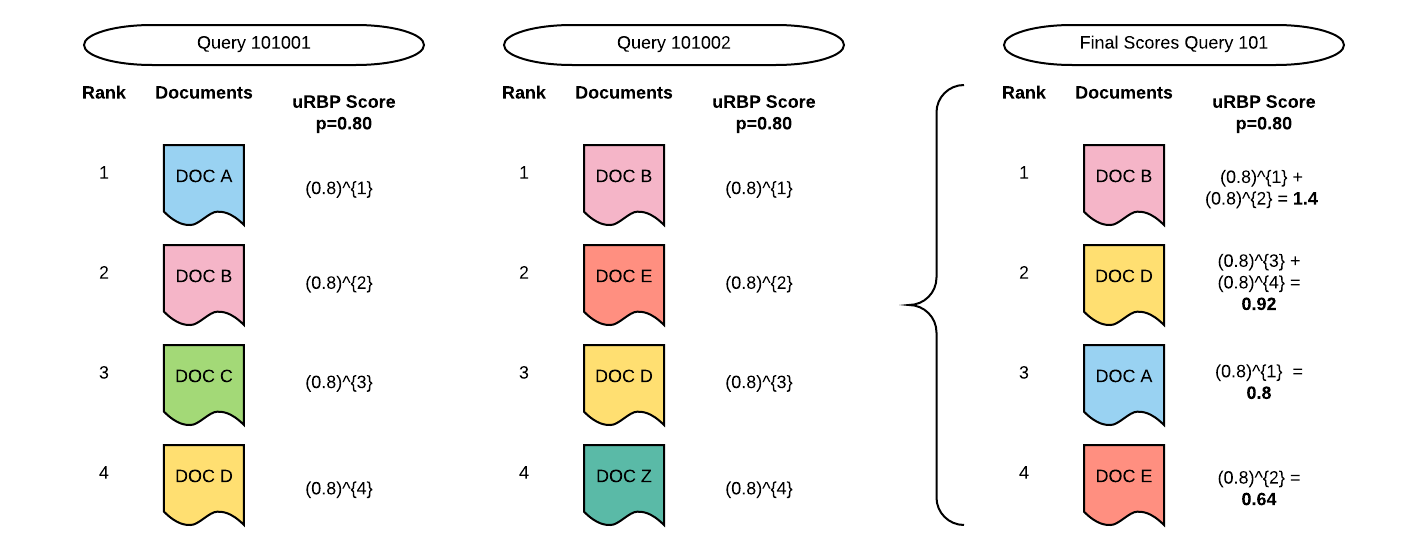 Query 101001
Query 101002
Final Scores Query 101
Rank Documents uRBP Score
p=0.80
Rank Documents uRBP Score
p=0.80
Rank Documents uRBP Score
p=0.80
1 DOC A (0.8)^{1}
2 DOC B (0.8)^{2}
3 DOC C (0.8)^{3}
4 DOC D (0.8)^{4}
1 DOC B (0.8)^{1}
2 DOC E (0.8)^{2}
3 DOC D (0.8)^{3}
4 DOC Z (0.8)^{4}
1 DOC B (0.8)^{1} +
(0.8)^{2} = 1.4
2 DOC D (0.8)^{3} +
(0.8)^{4} =
0.92
3 DOC A (0.8)^{1} =
0.8
4 DOC E (0.8)^{2} =
0.64